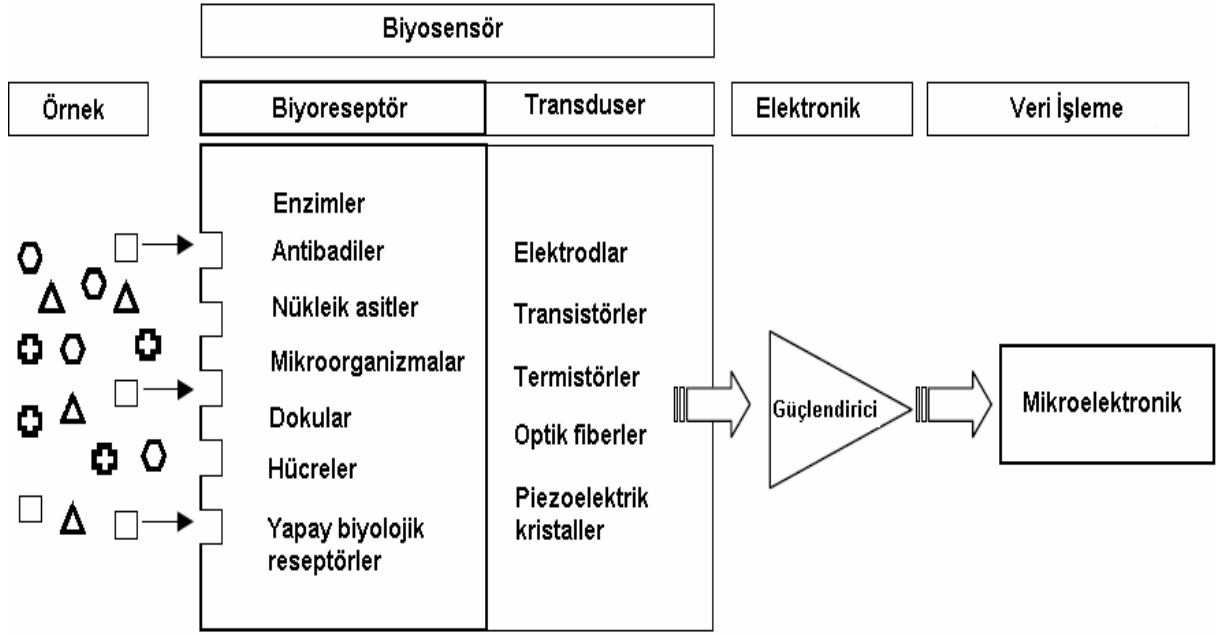 Biyosensör
Örnek
Biyoreseptör
Transduser
Elektronik
Veri İşleme
Enzimler
Antibadiler
Nükleik asitler
Mikroorganizmalar
Dokular
Hücreler
Yapay biyolojik
reseptörler
Elektrodlar
Transistörler
Termistörler
Optik fiberler
Piezoelektrik
kristaller
Güçlendirici
Mikroelektronik